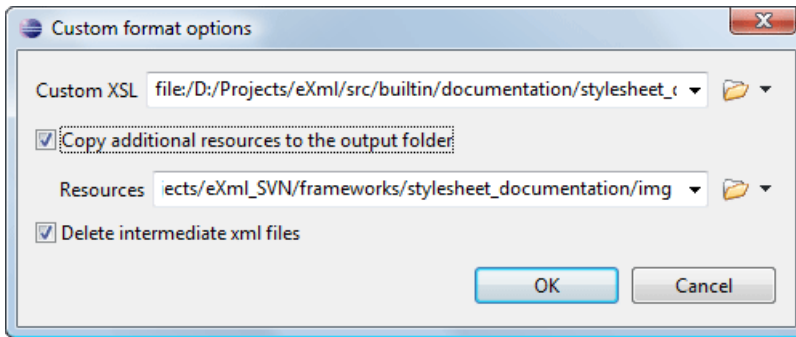 Custom format options
Custom XSL file:/D:/Projects/eXml/src/builtin/documentation/stylesheet_
Copy additional resources to the output folder
Resources ects/eXml_SVN/frameworks/stylesheet_documentation/img
Delete intermediate xml files
OK Cancel